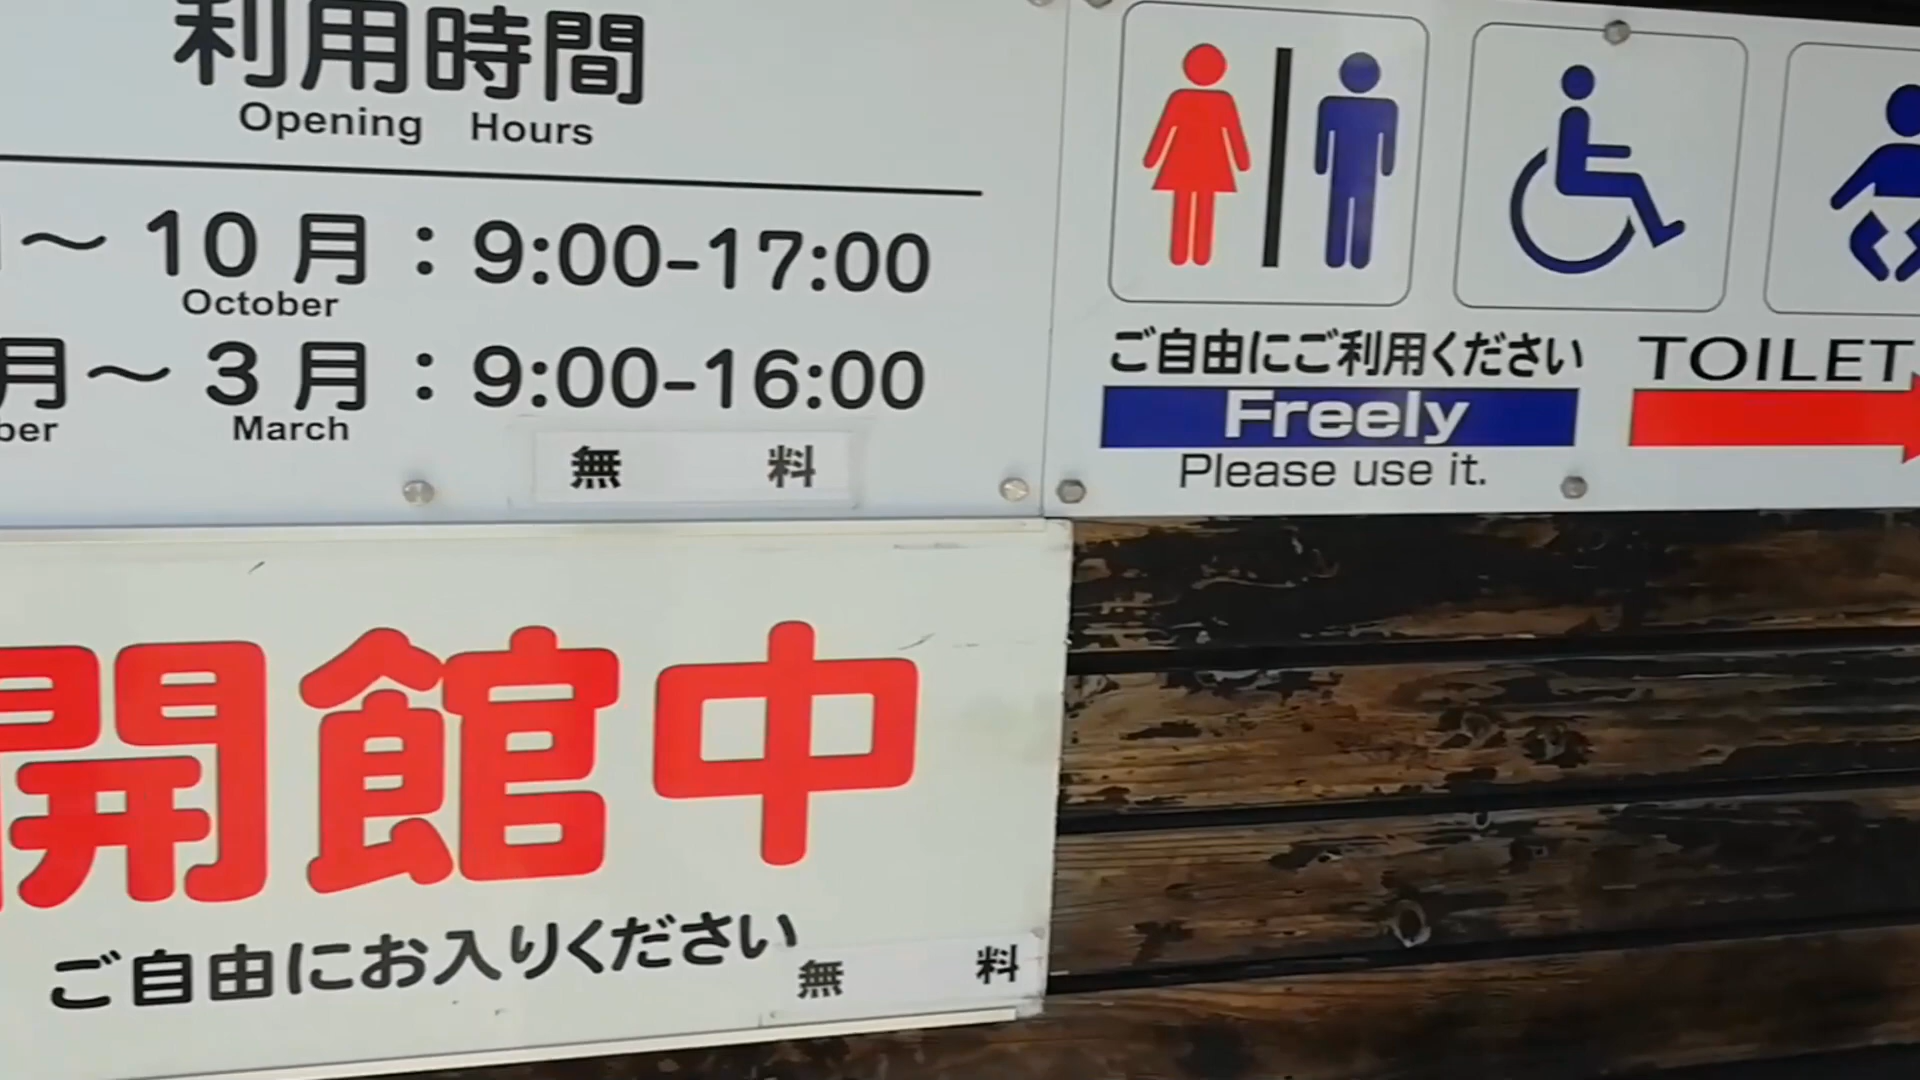 利用時間
Opening Hours
～10月：9:00-17:00
October
月～3月：9:00-16:00
March
無料
ご自由にご利用ください
Freely
Please use it.
TOILET
開館中
ご自由にお入りください
無料